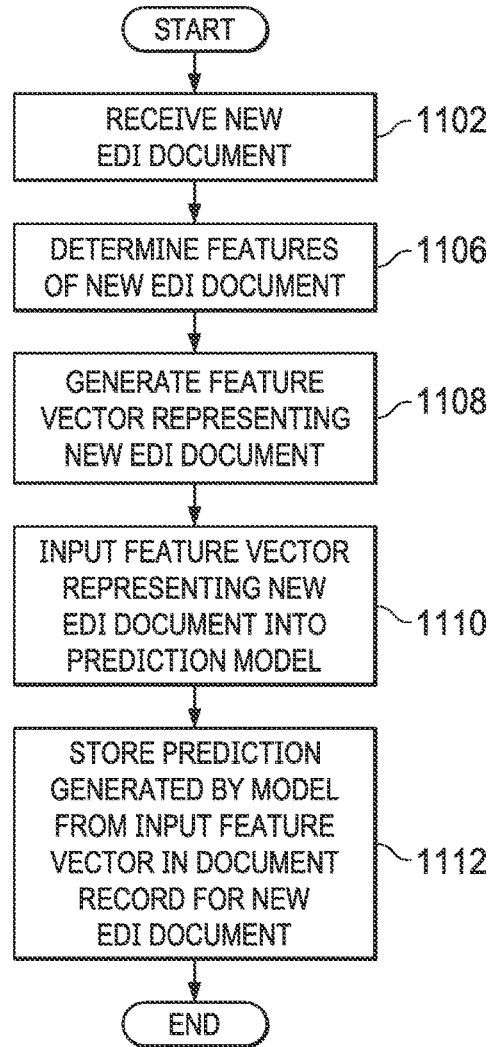 START
RECEIVE NEW
EDI DOCUMENT
1102
DETERMINE FEATURES
OF NEW EDI DOCUMENT
1106
GENERATE FEATURE
VECTOR REPRESENTING
NEW EDI DOCUMENT
1108
INPUT FEATURE VECTOR
REPRESENTING NEW
EDI DOCUMENT INTO
PREDICTION MODEL
1110
STORE PREDICTION
GENERATED BY MODEL
FROM INPUT FEATURE
VECTOR IN DOCUMENT
RECORD FOR NEW
EDI DOCUMENT
1112
END